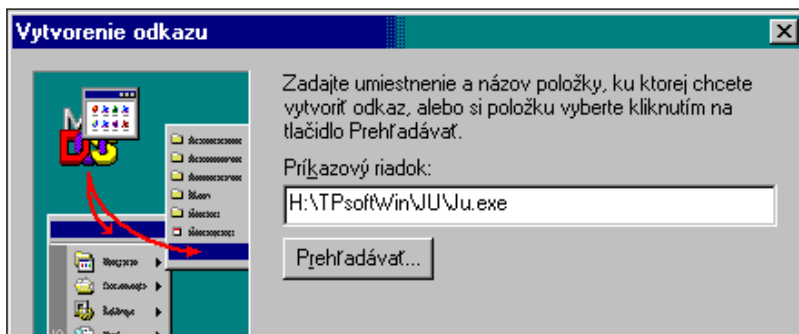 Vytvorenie odkazu
Zadajte umiestnenie a názov položky, ku ktorej chcete
vytvoriť odkaz, alebo si položku vyberte kliknutím na
tlačidlo Prehľadávať.
Príkazový riadok:
H:\TPsoftWin\JU\Ju.exe
Prehľadávať...